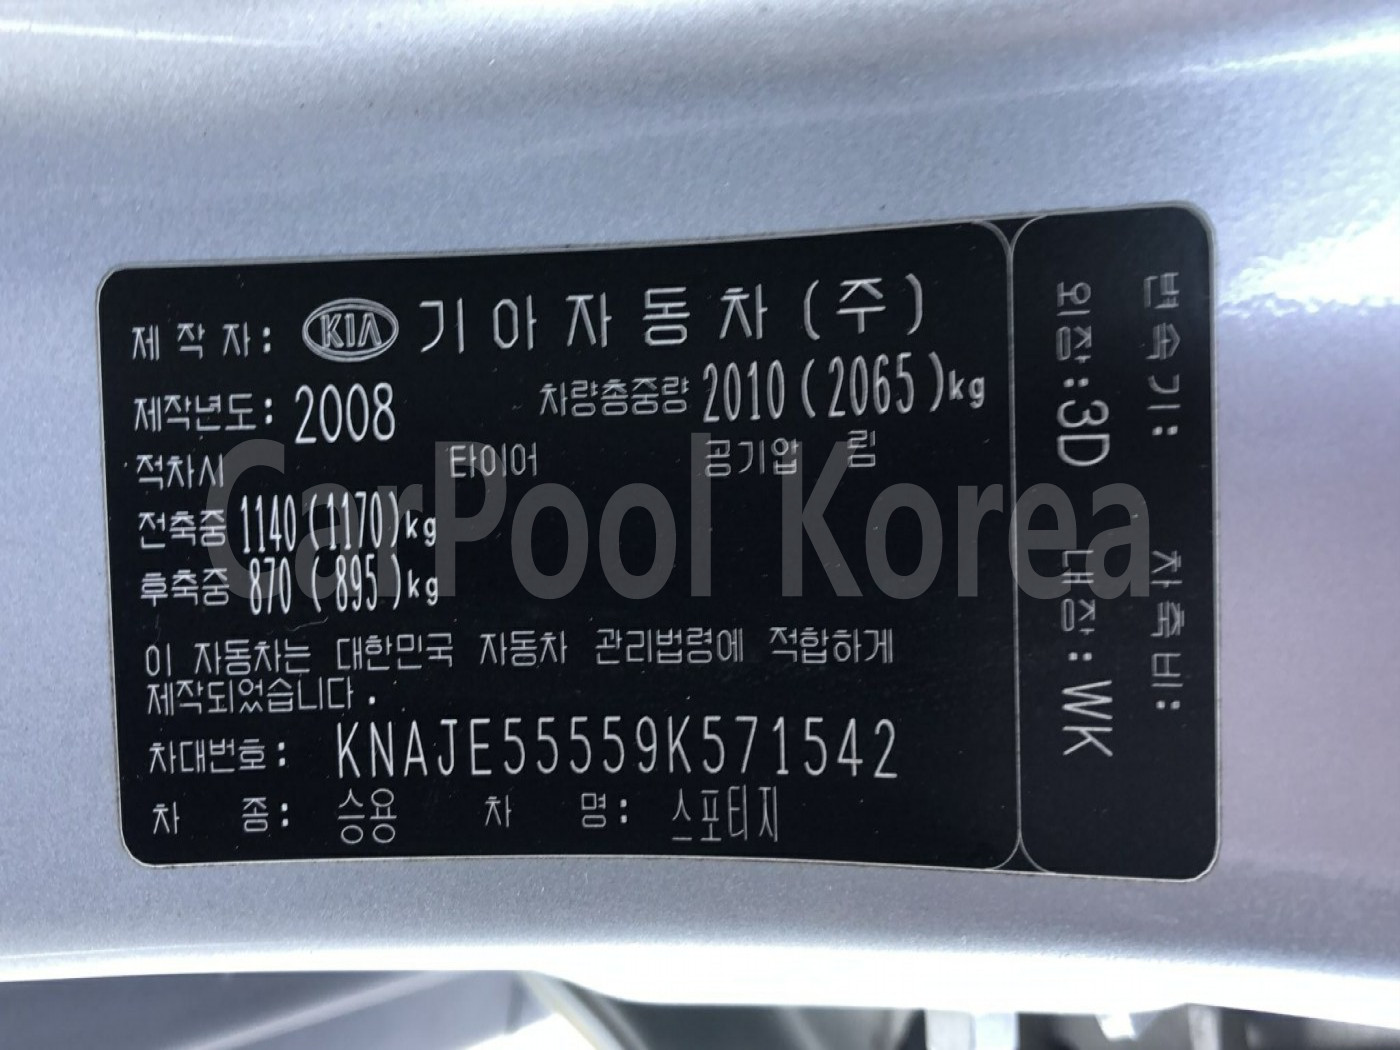 제작자: KIA 기아자동차(주)
제작년도: 2008 차량총중량 2010(2065)kg
적차시 타이어 공기압 림
전축중 1140(1170)kg
후축중 870(895)kg
이 자동차는 대한민국 자동차 관리법령에 적합하게
제작되었습니다.
차대번호: KNAJE55559K571542
차 종: 승용 차 명: 스포티지
변속기: 차축비:
외장:3D 내장:WK
CarPool Korea